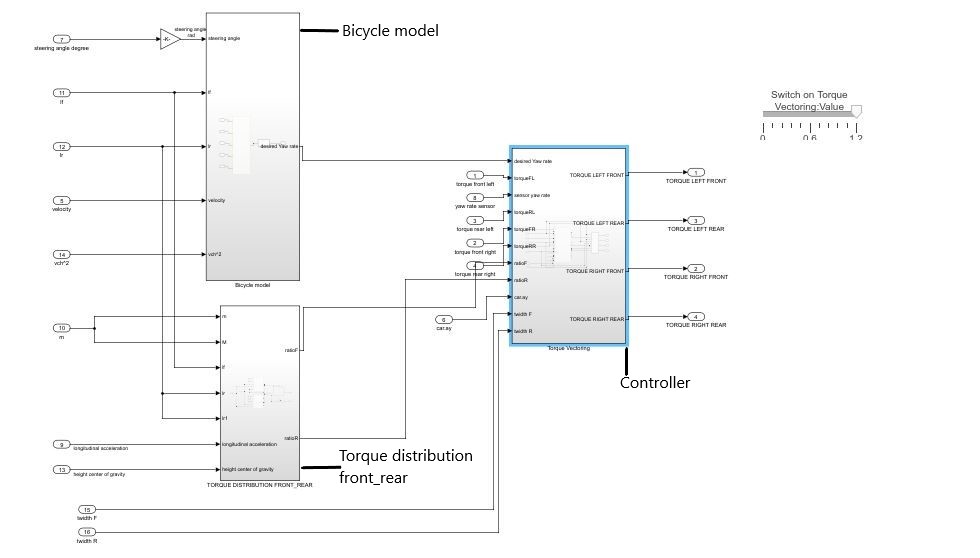 Bicycle model
7
steering angle degree
-K-
steering angle
rad
steering angle
11
lf
lf
12
lr
lr
desired Yaw rate
5
velocity
velocity
14
vch^2
vch^2
Bicycle model
Switch on Torque
Vectoring:Value
0
0.6
1.2
desired Yaw rate
1
torque front left
torqueFL
8
yaw rate sensor
sensor yaw rate
3
torque rear left
torqueRL
2
torque front right
torqueFR
4
torque rear right
torqueRR
ratioF
ratioR
6
car.ay
car.ay
twidth F
twidth R
TORQUE LEFT FRONT
TORQUE LEFT REAR
TORQUE RIGHT FRONT
TORQUE RIGHT REAR
Torque Vectoring
1
TORQUE LEFT FRONT
3
TORQUE LEFT REAR
2
TORQUE RIGHT FRONT
4
TORQUE RIGHT REAR
Controller
10
m
m
M
lf
lr
lr1
ratioF
ratioR
9
longitudinal acceleration
longitudinal acceleration
13
height center of gravity
height center of gravity
TORQUE DISTRIBUTION FRONT_REAR
Torque distribution
front_rear
15
twidth F
16
twidth R